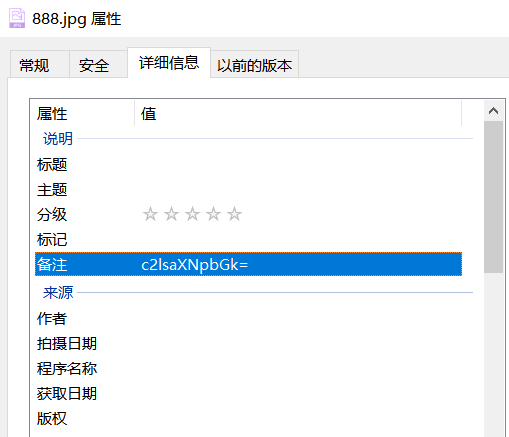 888.jpg 属性
常规 安全 详细信息 以前的版本
属性 值
说明
标题
主题
分级 ☆☆☆☆☆
标记
备注 c2lsaXNpbGk=
来源
作者
拍摄日期
程序名称
获取日期
版权